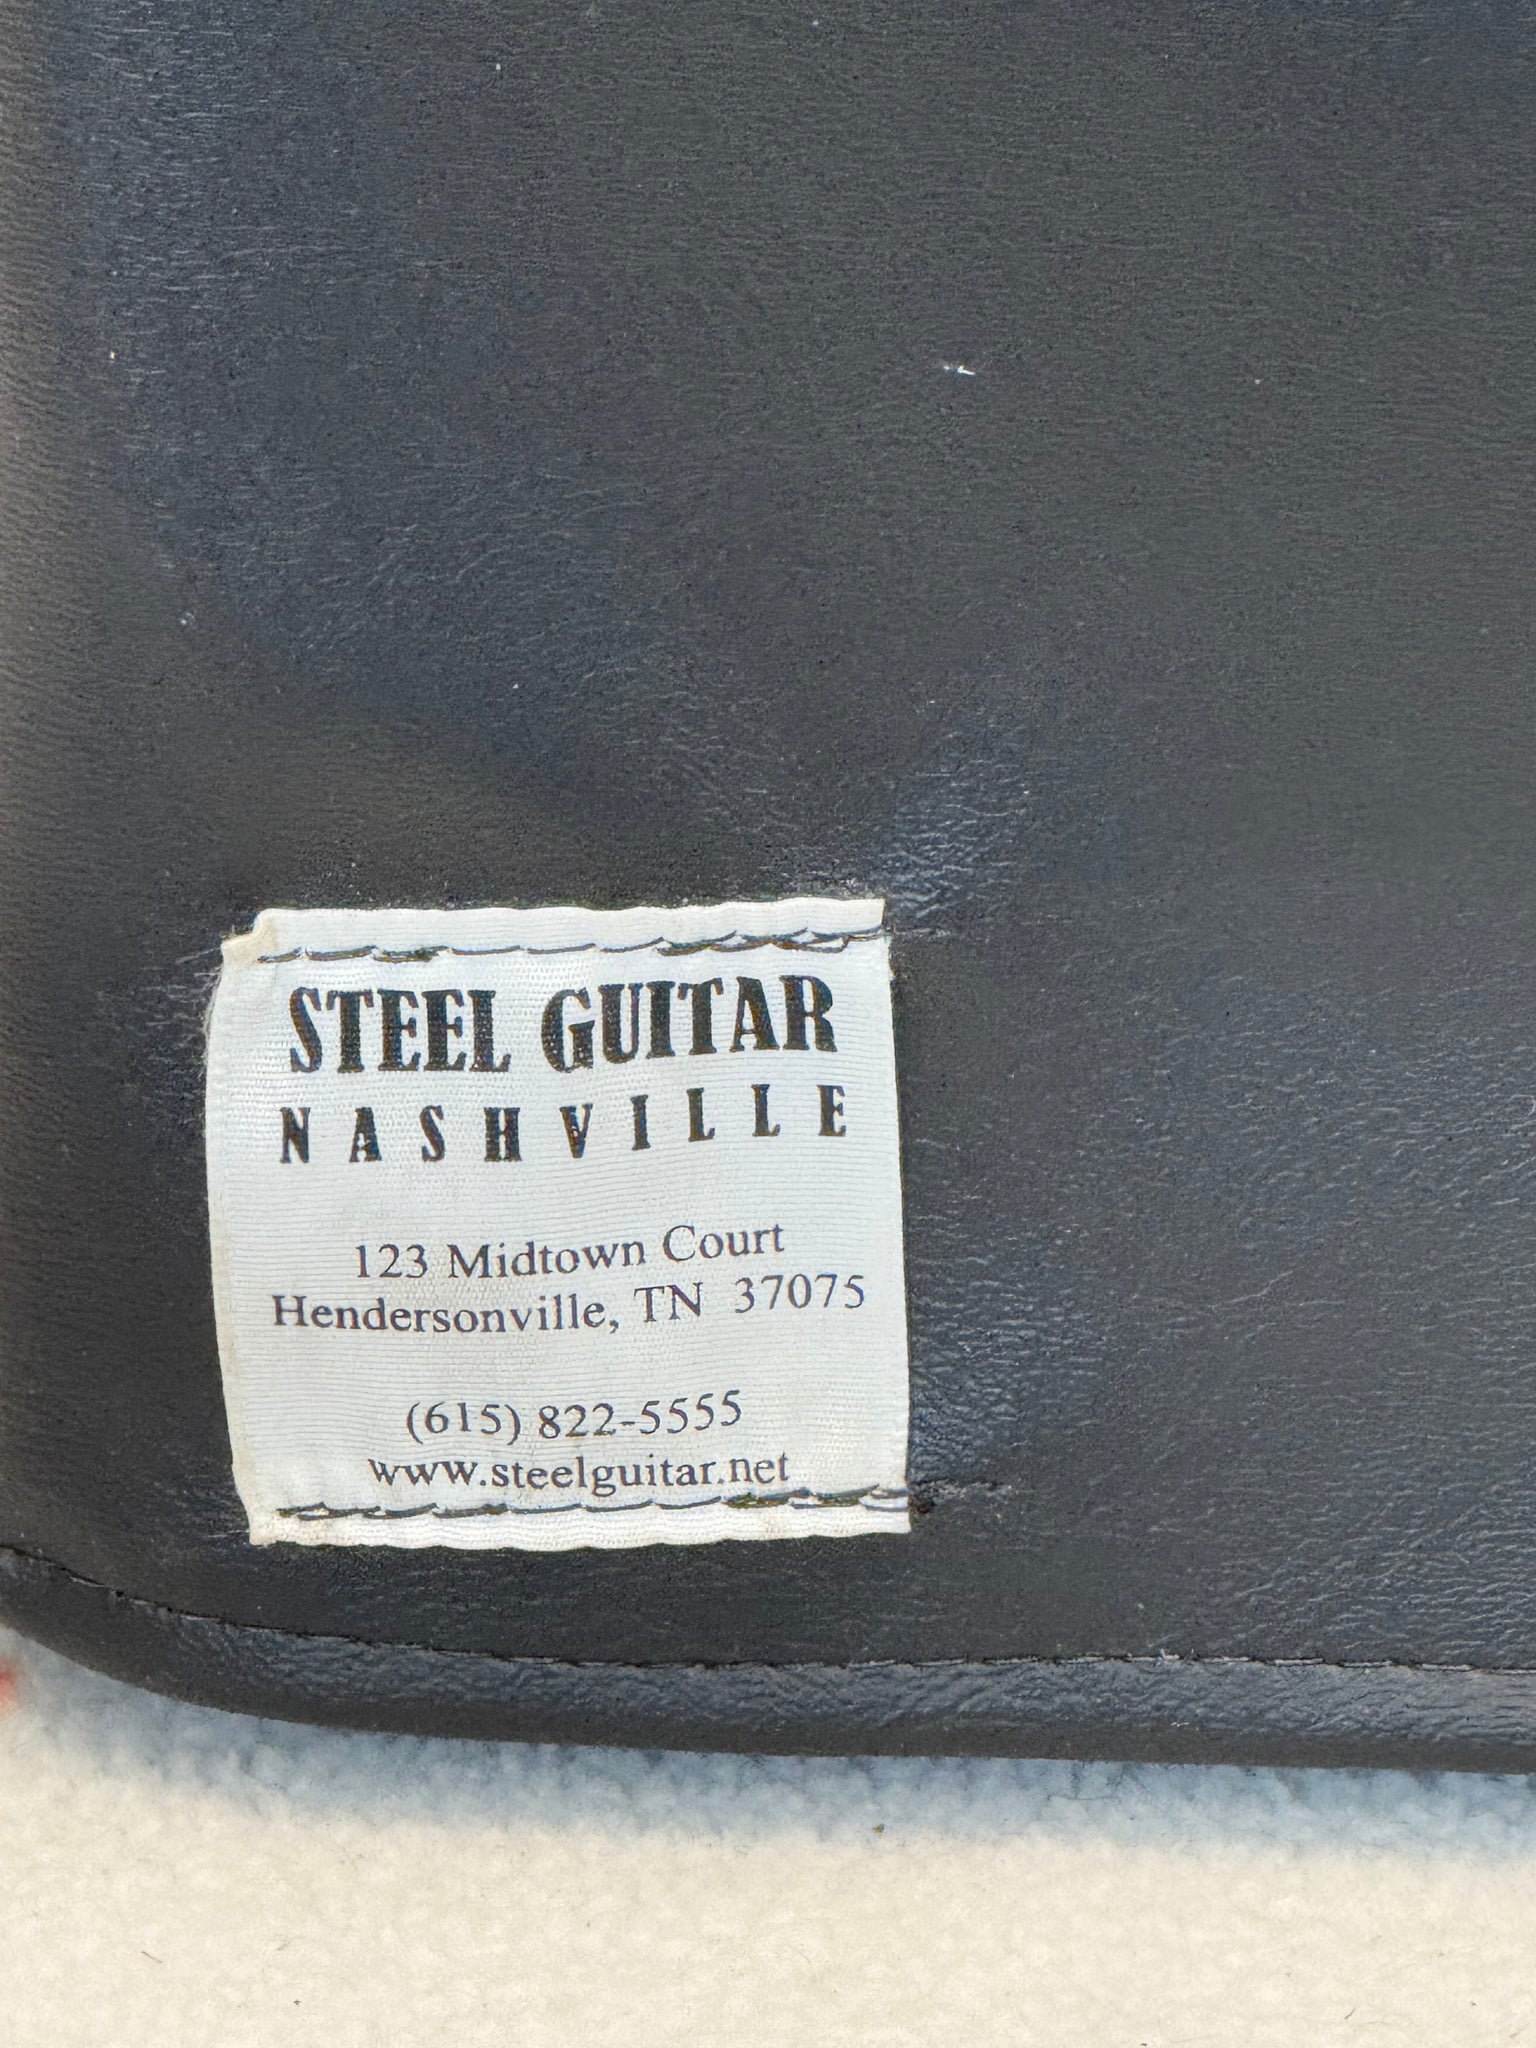 STEEL GUITAR
NASHVILLE
123 Midtown Court
Hendersonville, TN 37075
(615) 822-5555
www.steelguitar.net